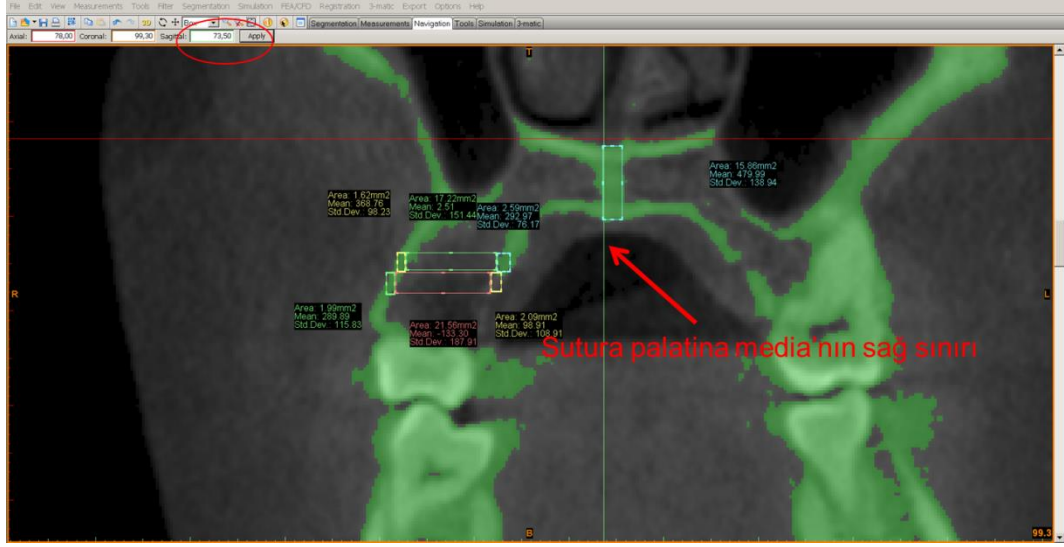 File Edit View Measurements Tools Filter Segmentation Simulation FEA/CFD Registration 3-matic Export Options Help
2D Bone Segmentation Measurements Navigation Tools Simulation 3-matic
Axial: 78,00 Coronal: 99,30 Sagittal: 73,50 Apply
T
Area: 15.86mm2
Mean: 479.99
Std.Dev.: 138.94
Area: 1.62mm2
Mean: 368.76
Std.Dev.: 98.23
Area: 17.22mm2
Mean: 2.51
Std.Dev.: 151.44
Area: 2.59mm2
Mean: 292.97
Std.Dev.: 76.17
R
L
Area: 1.99mm2
Mean: 289.89
Std.Dev.: 115.83
Area: 21.56mm2
Mean: -133.30
Std.Dev.: 187.91
Area: 2.09mm2
Mean: 98.91
Std.Dev.: 108.91
Sutura palatina media'nın sağ sınırı
B
99.3